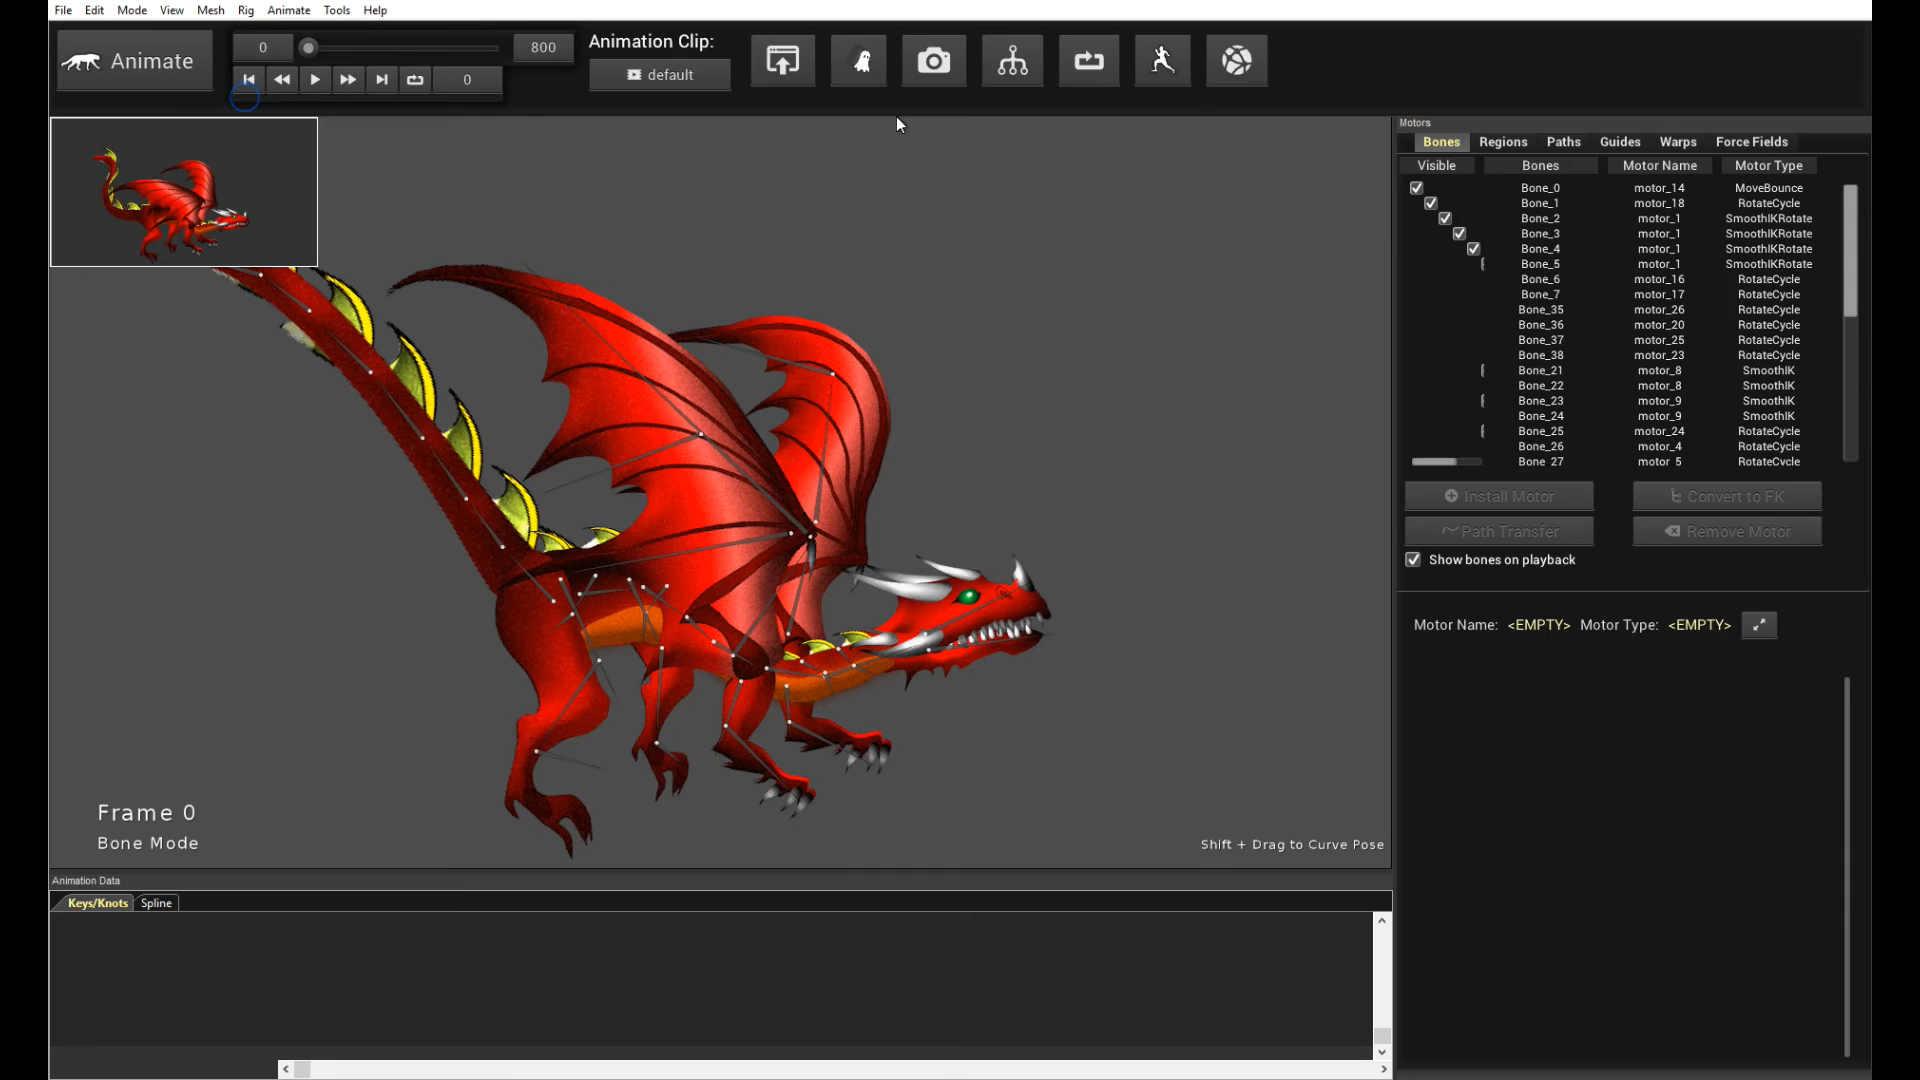 File Edit Mode View Mesh Rig Animate Tools Help
Animate
0 800
0
Animation Clip:
default
Motors
Bones Regions Paths Guides Warps Force Fields
Visible Bones Motor Name Motor Type
Bone_0 motor_14 MoveBounce
Bone_1 motor_18 RotateCycle
Bone_2 motor_1 SmoothIKRotate
Bone_3 motor_1 SmoothIKRotate
Bone_4 motor_1 SmoothIKRotate
Bone_5 motor_1 SmoothIKRotate
Bone_6 motor_16 RotateCycle
Bone_7 motor_17 RotateCycle
Bone_35 motor_26 RotateCycle
Bone_36 motor_20 RotateCycle
Bone_37 motor_25 RotateCycle
Bone_38 motor_23 RotateCycle
Bone_21 motor_8 SmoothIK
Bone_22 motor_8 SmoothIK
Bone_23 motor_9 SmoothIK
Bone_24 motor_9 SmoothIK
Bone_25 motor_24 RotateCycle
Bone_26 motor_4 RotateCycle
Bone_27 motor_5 RotateCycle
Install Motor Convert to FK
Path Transfer Remove Motor
Show bones on playback
Motor Name: <EMPTY> Motor Type: <EMPTY>
Frame 0
Bone Mode
Shift + Drag to Curve Pose
Animation Data
Keys/Knots Spline